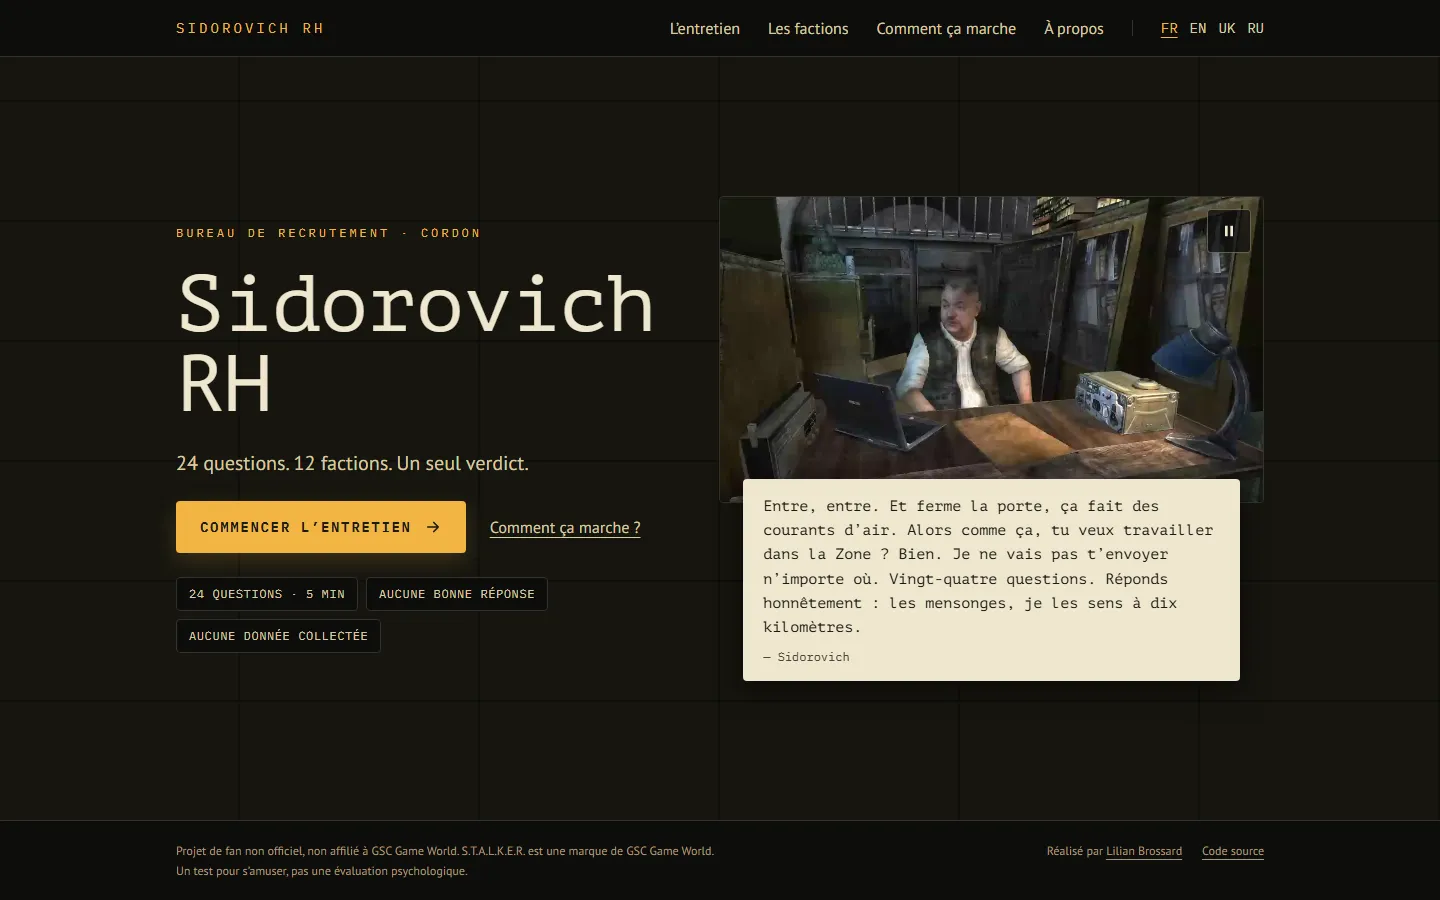 SIDOROVICH RH
L'entretien Les factions Comment ça marche À propos FR EN UK RU
BUREAU DE RECRUTEMENT · CORDON
Sidorovich
RH
24 questions. 12 factions. Un seul verdict.
COMMENCER L’ENTRETIEN →
Comment ça marche ?
24 QUESTIONS · 5 MIN
AUCUNE BONNE RÉPONSE
AUCUNE DONNÉE COLLECTÉE
Entre, entre. Et ferme la porte, ça fait des
courants d’air. Alors comme ça, tu veux travailler
dans la Zone ? Bien. Je ne vais pas t’envoyer
n’importe où. Vingt-quatre questions. Réponds
honnêtement : les mensonges, je les sens à dix
kilomètres.
— Sidorovich
Projet de fan non officiel, non affilié à GSC Game World. S.T.A.L.K.E.R. est une marque de GSC Game World.
Un test pour s’amuser, pas une évaluation psychologique.
Réalisé par Lilian Brossard Code source